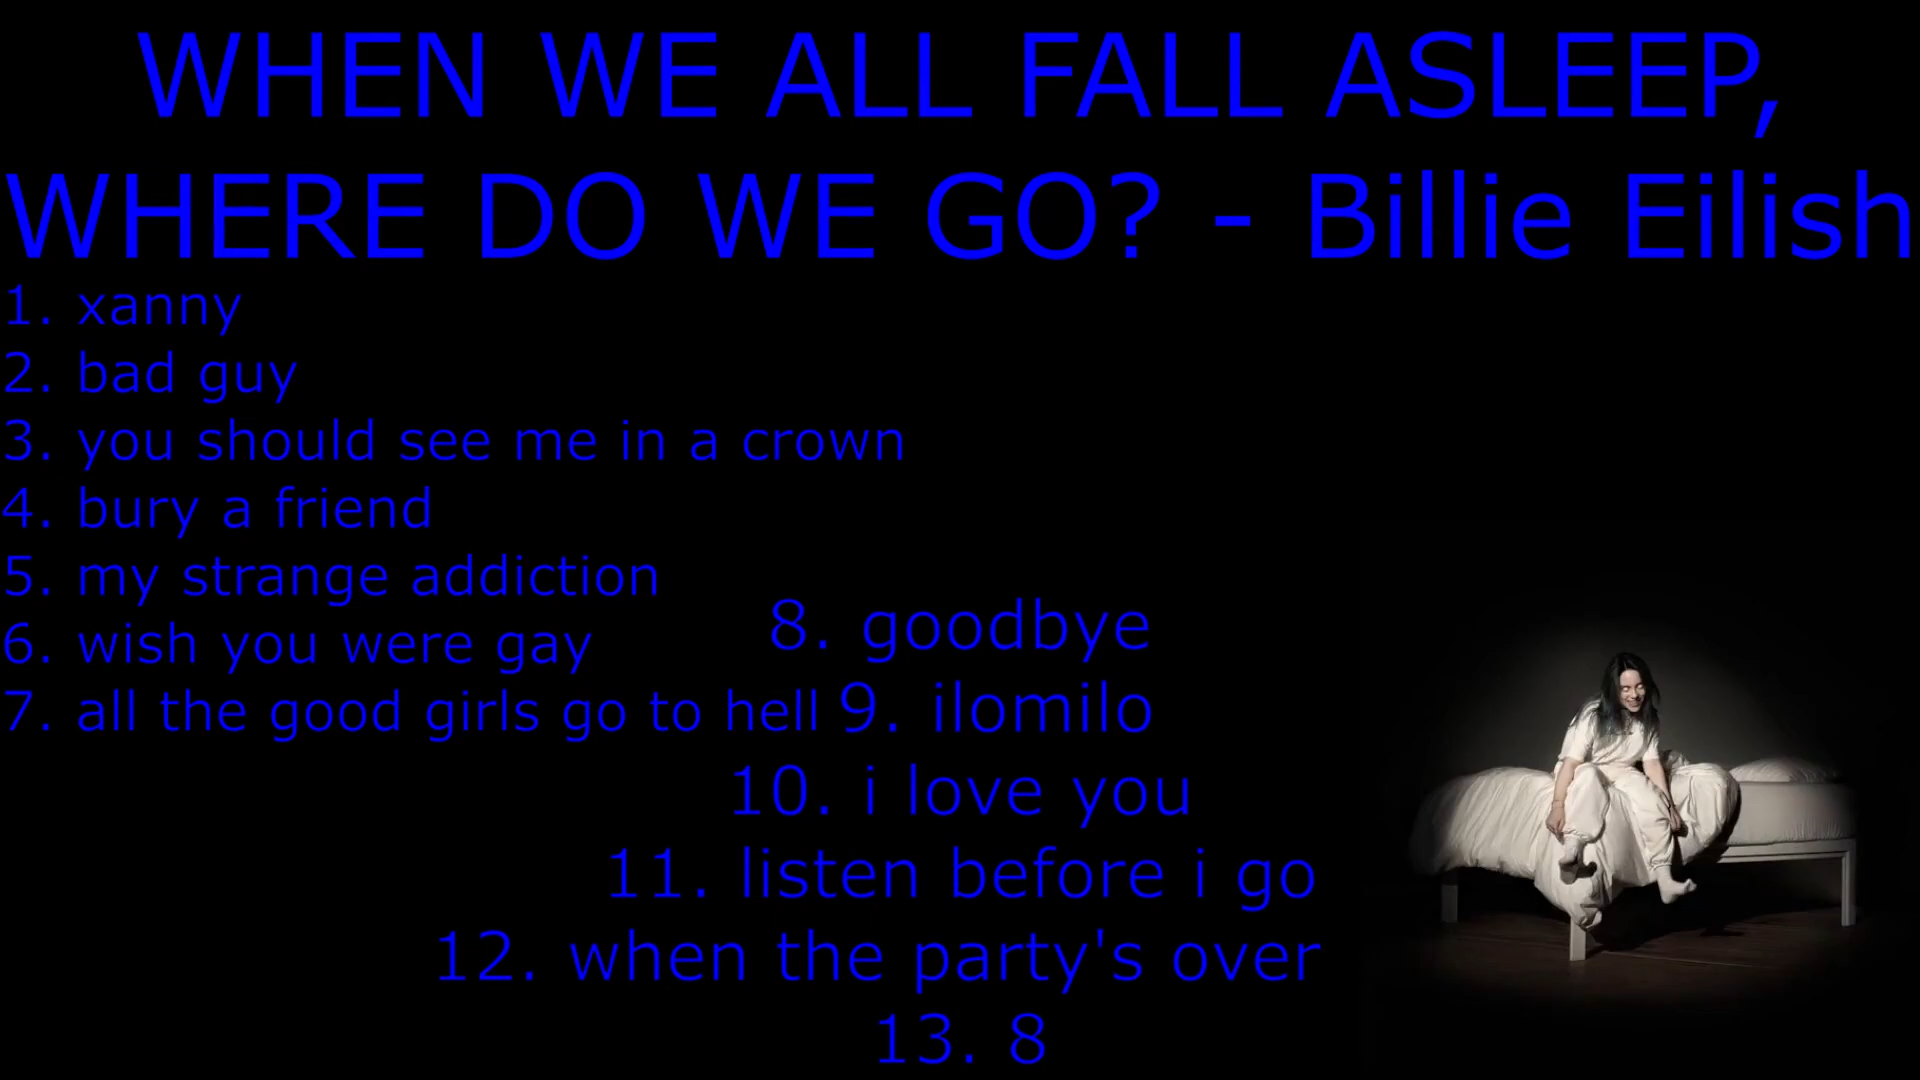 WHEN WE ALL FALL ASLEEP,
WHERE DO WE GO? - Billie Eilish
1. xanny
2. bad guy
3. you should see me in a crown
4. bury a friend
5. my strange addiction
6. wish you were gay
7. all the good girls go to hell
8. goodbye
9. ilomilo
10. i love you
11. listen before i go
12. when the party's over
13. 8